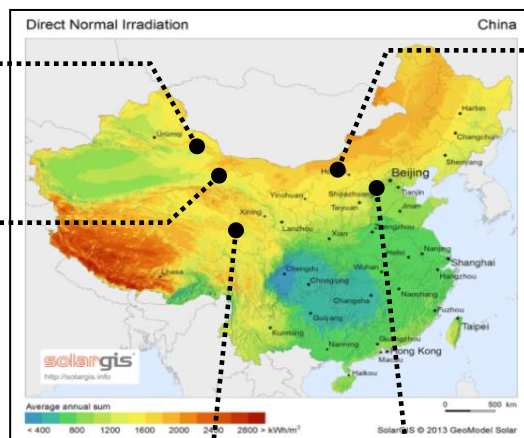 Direct Normal Irradiation China
Harbin
Ürümqi
Changchun
Shenyang
Beijing
Tianjin
Yinchuan
Shijiazhuang
Taiyuan
Jinan
Xining
Lanzhou
Zhengzhou
Xian
Nanjing
Hefei
Shanghai
Chengdu
Wuhan
Hangzhou
Lhasa
Chongqing
Nanchang
Changsha
Guiyang
Fuzhou
Taipei
Kunming
Guangzhou
Nanning
Hong Kong
Macau
Haikou
solargis
http://solargis.info
Average annual sum
0 500 km
< 400 800 1200 1600 2000 2400 2800 > kWh/m²
SolarGIS © 2013 GeoModel Solar